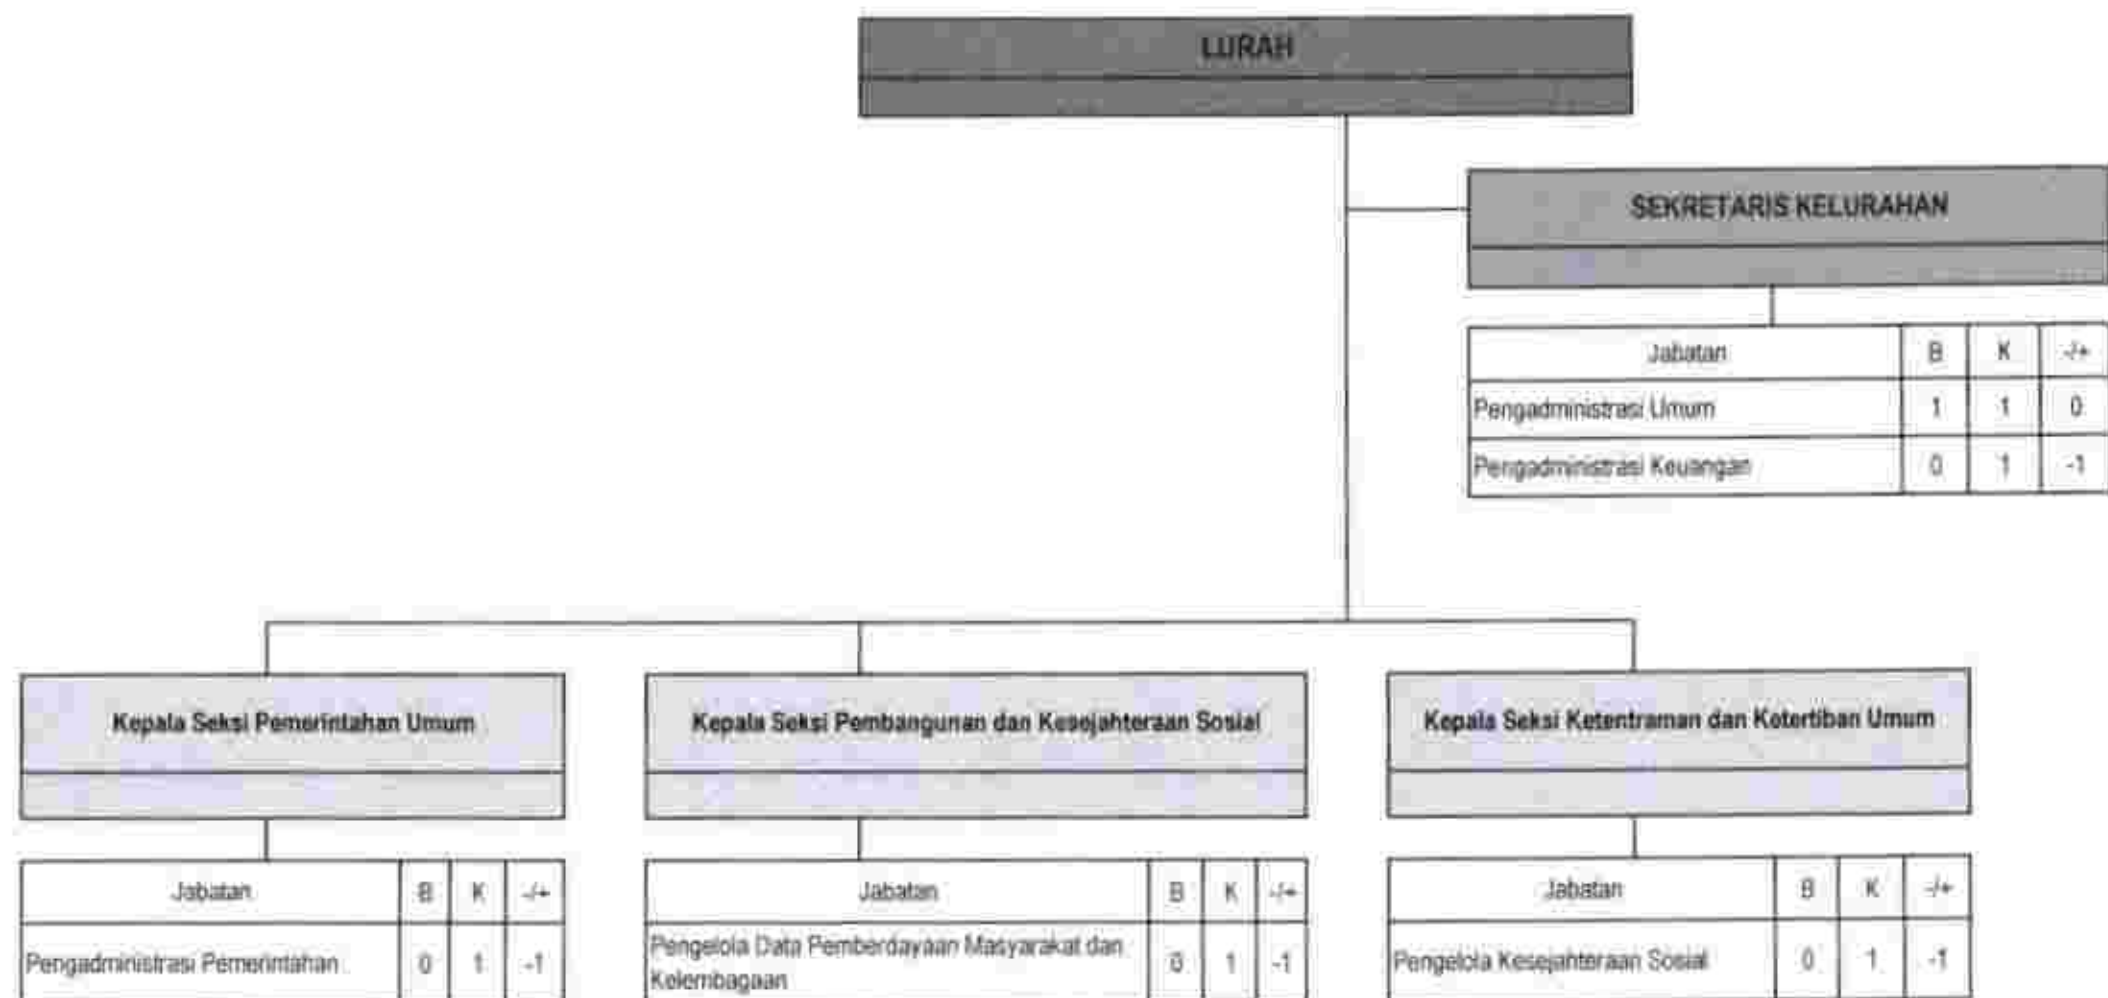 LURAH
SEKRETARIS KELURAHAN
Jabatan B K -/+
Pengadministrasi Umum 1 1 0
Pengadministrasi Keuangan 0 1 -1
Kepala Seksi Pemerintahan Umum
Jabatan B K -/+
Pengadministrasi Pemerintahan 0 1 -1
Kepala Seksi Pembangunan dan Kesejahteraan Sosial
Jabatan B K -/+
Pengelola Data Pemberdayaan Masyarakat dan
Kelembagaan 0 1 -1
Kepala Seksi Ketentraman dan Ketertiban Umum
Jabatan B K -/+
Pengelola Kesejahteraan Sosial 0 1 -1